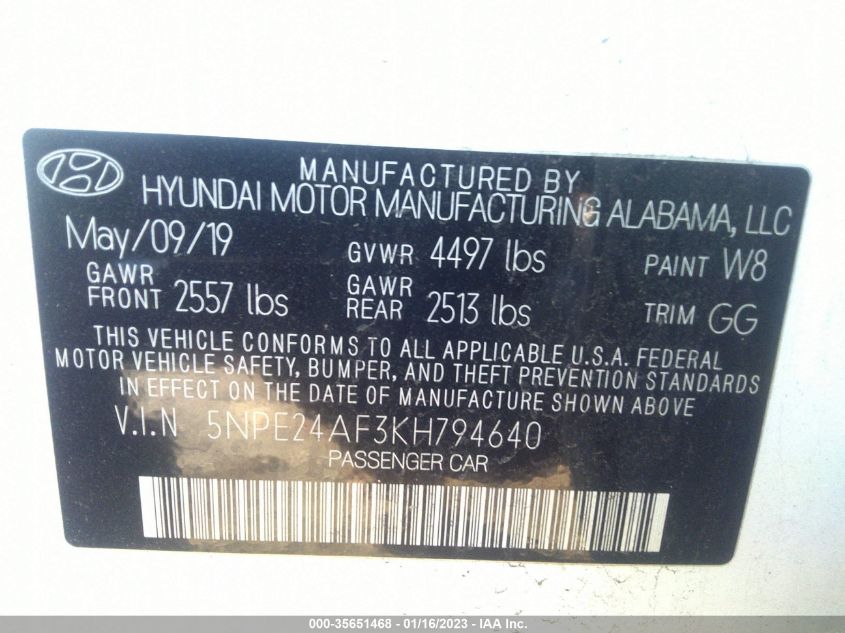 MANUFACTURED BY
HYUNDAI MOTOR MANUFACTURING ALABAMA, LLC
May/09/19 GVWR 4497 lbs PAINT W8
GAWR FRONT 2557 lbs GAWR REAR 2513 lbs TRIM GG
THIS VEHICLE CONFORMS TO ALL APPLICABLE U.S.A. FEDERAL
MOTOR VEHICLE SAFETY, BUMPER, AND THEFT PREVENTION STANDARDS
IN EFFECT ON THE DATE OF MANUFACTURE SHOWN ABOVE
V.I.N 5NPE24AF3KH794640
PASSENGER CAR
000-35651468 - 01/16/2023 - IAA Inc.